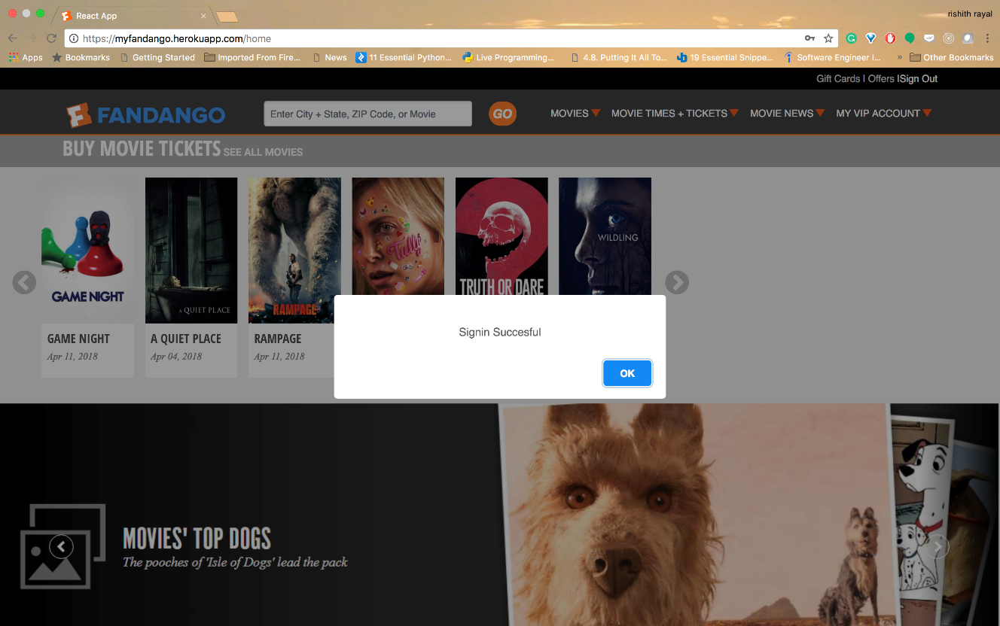 React App
rishith rayal
https://myfandango.herokuapp.com/home
Apps Bookmarks Getting Started Imported From Fire... News 11 Essential Python... Live Programming... 4.8. Putting It All To... 19 Essential Snippe... Software Engineer I... » Other Bookmarks
Gift Cards | Offers |Sign Out
FANDANGO
Enter City + State, ZIP Code, or Movie
GO
MOVIES MOVIE TIMES + TICKETS MOVIE NEWS MY VIP ACCOUNT
BUY MOVIE TICKETS SEE ALL MOVIES
GAME NIGHT
A QUIET PLACE
RAMPAGE
Tully
TRUTH OR DARE
WILDLING
GAME NIGHT
Apr 11, 2018
A QUIET PLACE
Apr 04, 2018
RAMPAGE
Apr 11, 2018
Signin Succesful
OK
MOVIES' TOP DOGS
The pooches of 'Isle of Dogs' lead the pack